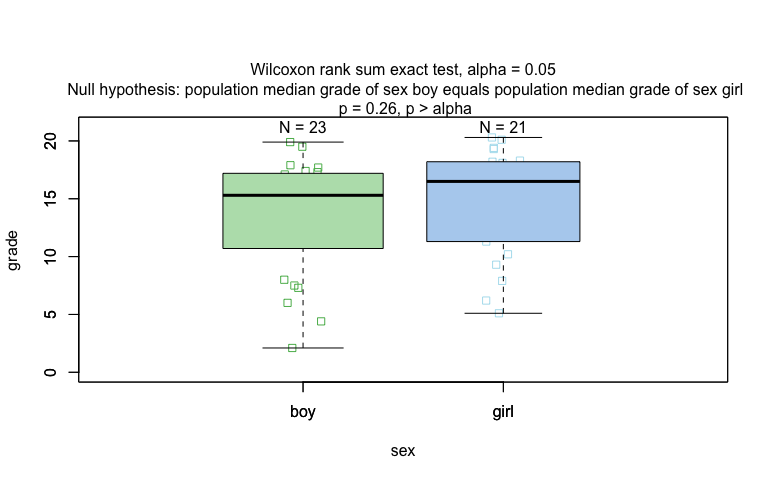 Wilcoxon rank sum exact test, alpha = 0.05
Null hypothesis: population median grade of sex boy equals population median grade of sex girl
p = 0.26, p > alpha
N = 23 N = 21
20
15
10
5
0
grade
boy girl
sex